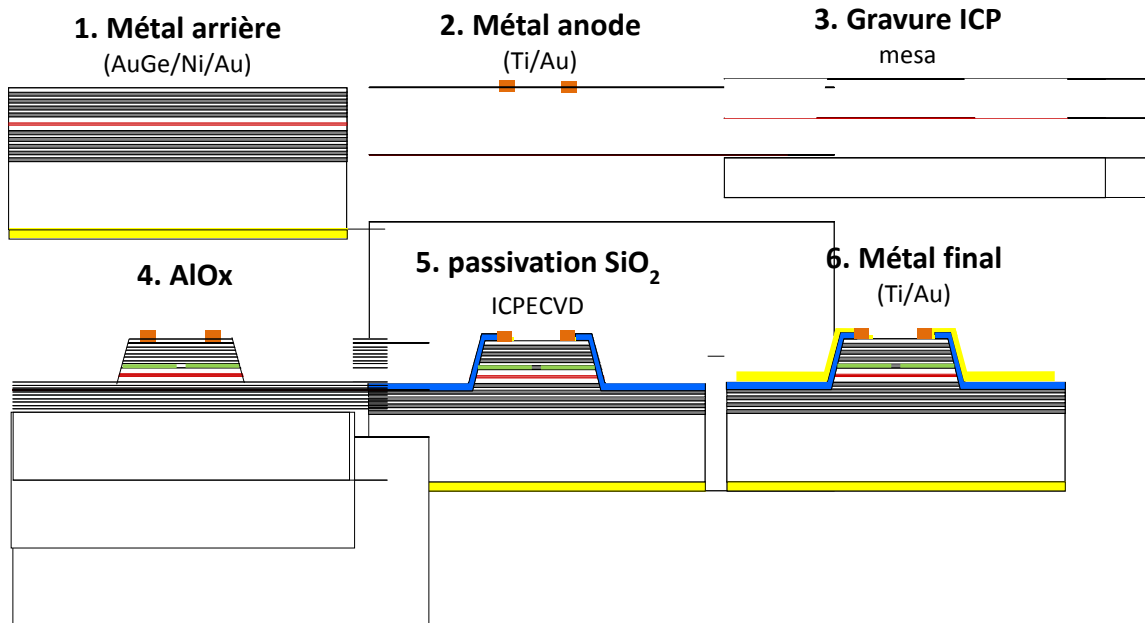 1. Métal arrière
(AuGe/Ni/Au)
2. Métal anode
(Ti/Au)
3. Gravure ICP
mesa
4. AlOx
5. passivation SiO₂
ICPECVD
6. Métal final
(Ti/Au)